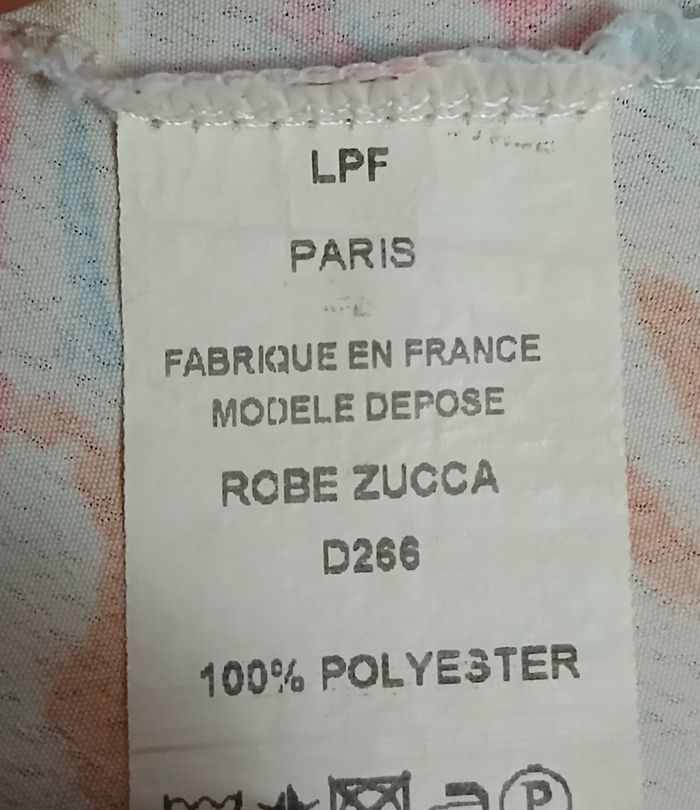 LPF
PARIS
FABRIQUE EN FRANCE
MODELE DEPOSE
ROBE ZUCCA
D266
100% POLYESTER
P